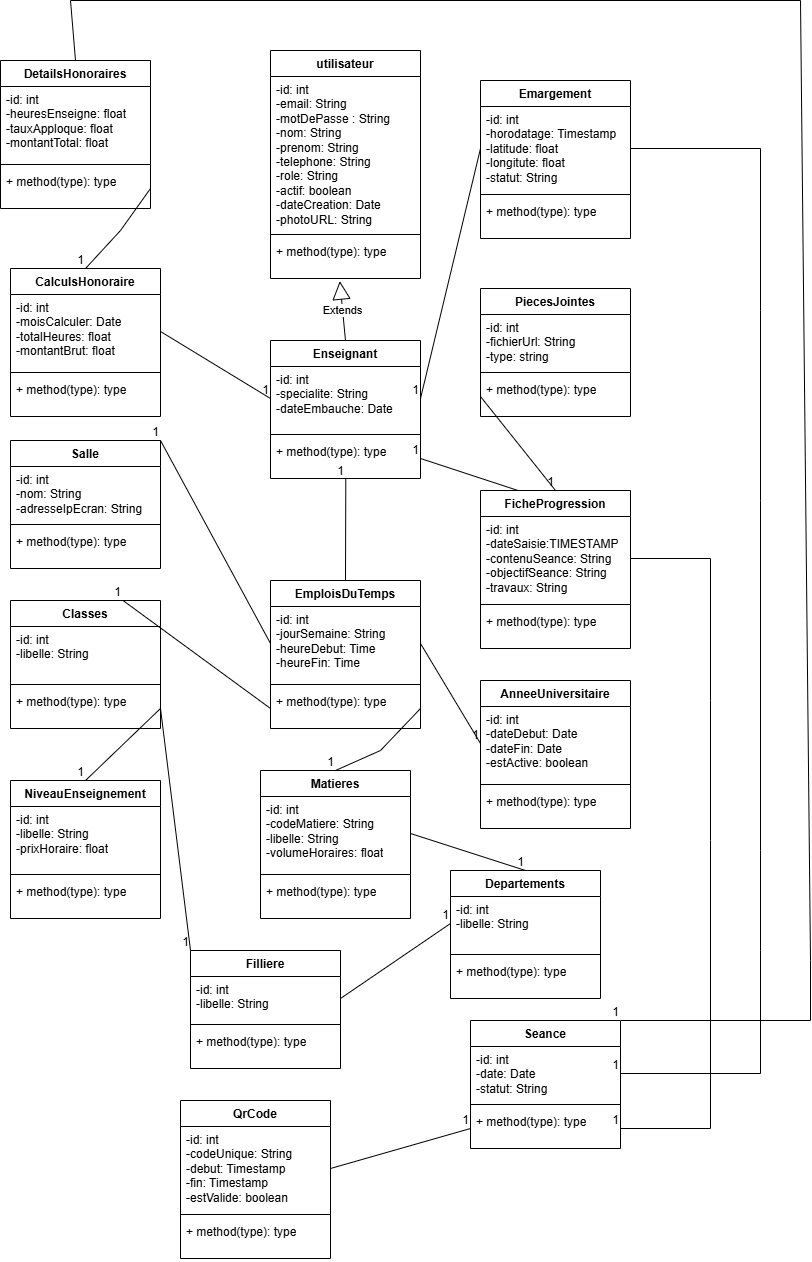 DetailsHonoraires
-id: int
-heuresEnseigne: float
-tauxApploque: float
-montantTotal: float
+ method(type): type
utilisateur
-id: int
-email: String
-motDePasse : String
-nom: String
-prenom: String
-telephone: String
-role: String
-actif: boolean
-dateCreation: Date
-photoURL: String
+ method(type): type
Emargement
-id: int
-horodatage: Timestamp
-latitude: float
-longitute: float
-statut: String
+ method(type): type
1
CalculsHonoraire
-id: int
-moisCalculer: Date
-totalHeures: float
-montantBrut: float
+ method(type): type
Extends
PiecesJointes
-id: int
-fichierUrl: String
-type: string
+ method(type): type
Enseignant
-id: int
-specialite: String
-dateEmbauche: Date
+ method(type): type
1
1
1
1
1
Salle
-id: int
-nom: String
-adresseIpEcran: String
+ method(type): type
1
FicheProgression
-id: int
-dateSaisie:TIMESTAMP
-contenuSeance: String
-objectifSeance: String
-travaux: String
+ method(type): type
1
Classes
-id: int
-libelle: String
+ method(type): type
EmploisDuTemps
-id: int
-jourSemaine: String
-heureDebut: Time
-heureFin: Time
+ method(type): type
AnneeUniversitaire
-id: int
-dateDebut: Date
-dateFin: Date
-estActive: boolean
+ method(type): type
1
1
NiveauEnseignement
-id: int
-libelle: String
-prixHoraire: float
+ method(type): type
1
Matieres
-id: int
-codeMatiere: String
-libelle: String
-volumeHoraires: float
+ method(type): type
1
Departements
-id: int
-libelle: String
+ method(type): type
1
1
Filliere
-id: int
-libelle: String
+ method(type): type
1
Seance
-id: int
-date: Date
-statut: String
+ method(type): type
1
1
1
QrCode
-id: int
-codeUnique: String
-debut: Timestamp
-fin: Timestamp
-estValide: boolean
+ method(type): type